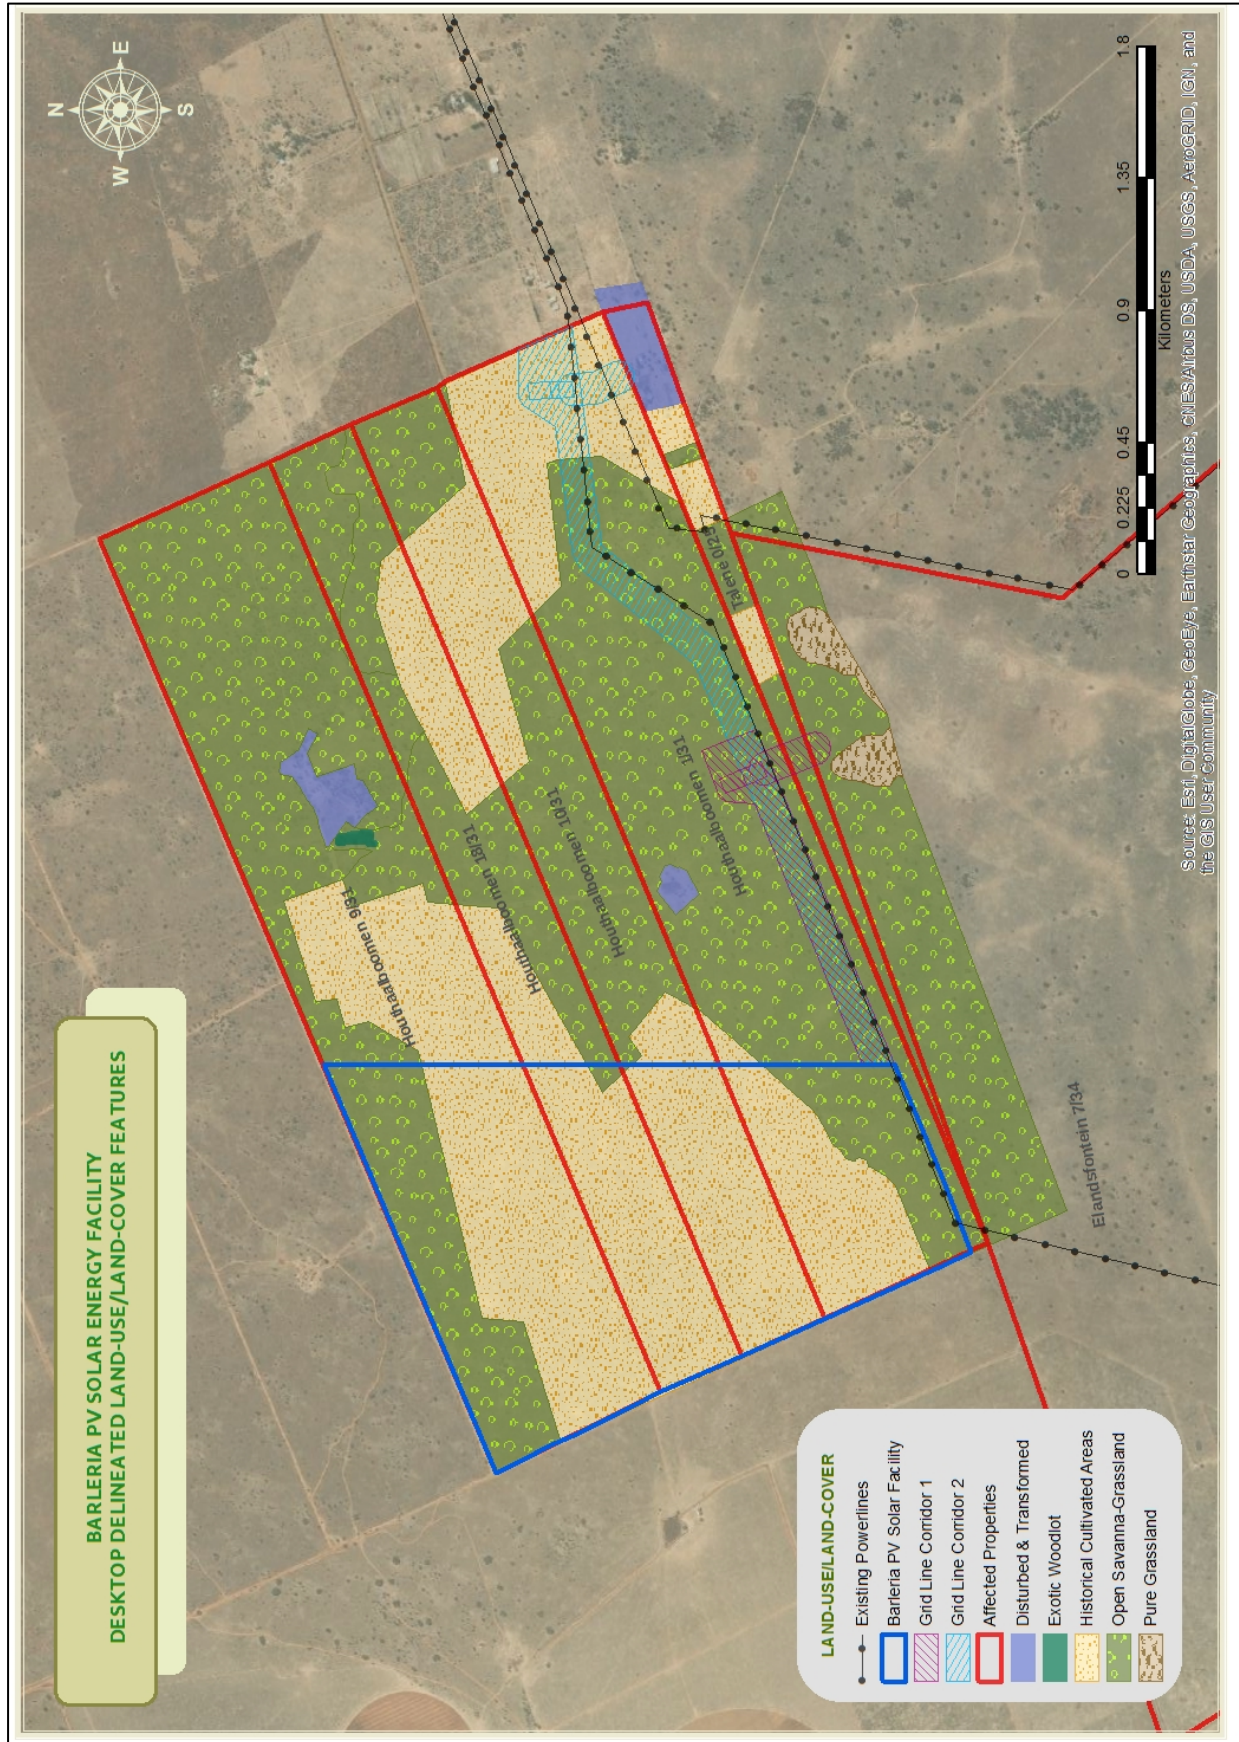 BARLERIA PV SOLAR ENERGY FACILITY
DESKTOP DELINEATED LAND-USE/LAND-COVER FEATURES
N
E
S
W
Houthaalboomen 9/31
Houthaalboomen 18/31
Houthaalboomen 10/31
Houthaalboomen 1/31
Talene 0/25
Elandsfontein 7/34
LAND-USE/LAND-COVER
Existing Powerlines
Barleria PV Solar Facility
Grid Line Corridor 1
Grid Line Corridor 2
Affected Properties
Disturbed & Transformed
Exotic Woodlot
Historical Cultivated Areas
Open Savanna-Grassland
Pure Grassland
0 0.225 0.45 0.9 1.35 1.8
Kilometers
Source: Esri, DigitalGlobe, GeoEye, Earthstar Geographics, CNES/Airbus DS, USDA, USGS, AeroGRID, IGN, and
the GIS User Community